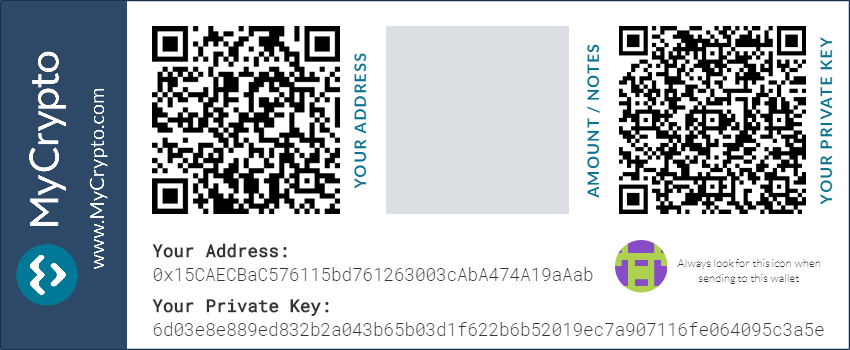 MyCrypto
www.MyCrypto.com
YOUR ADDRESS
AMOUNT / NOTES
YOUR PRIVATE KEY
Your Address:
0x15CAECBaC576115bd761263003cAbA474A19aAab
Your Private Key:
6d03e8e889ed832b2a043b65b03d1f622b6b52019ec7a907116fe064095c3a5e
Always look for this icon when
sending to this wallet